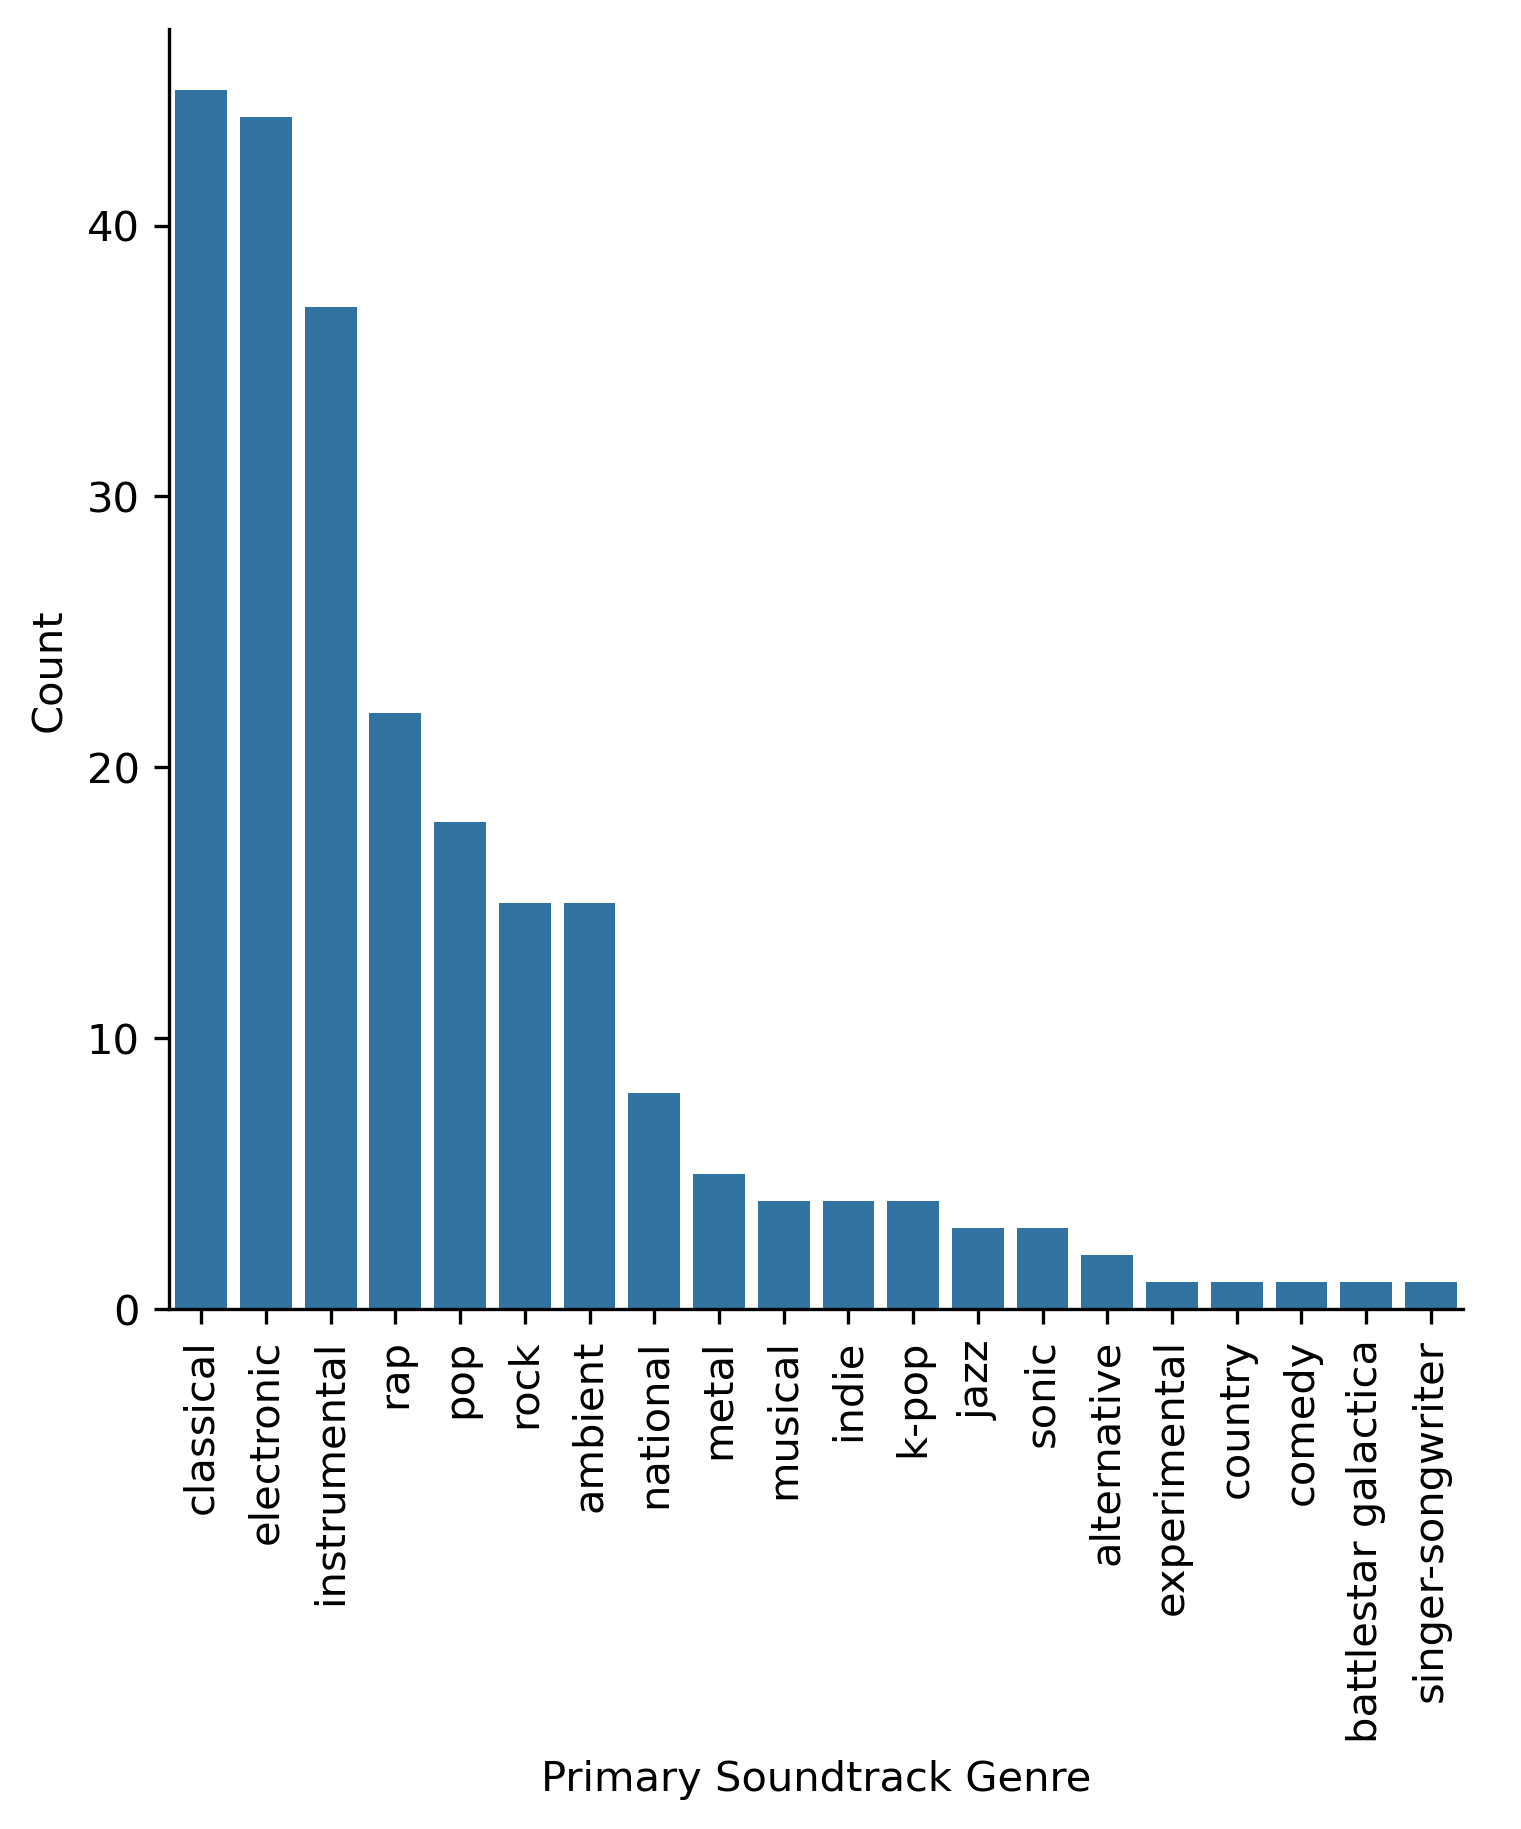 Count
40
30
20
10
0
classical
electronic
instrumental
rap
pop
rock
ambient
national
metal
musical
indie
k-pop
jazz
sonic
alternative
experimental
country
comedy
battlestar galactica
singer-songwriter
Primary Soundtrack Genre